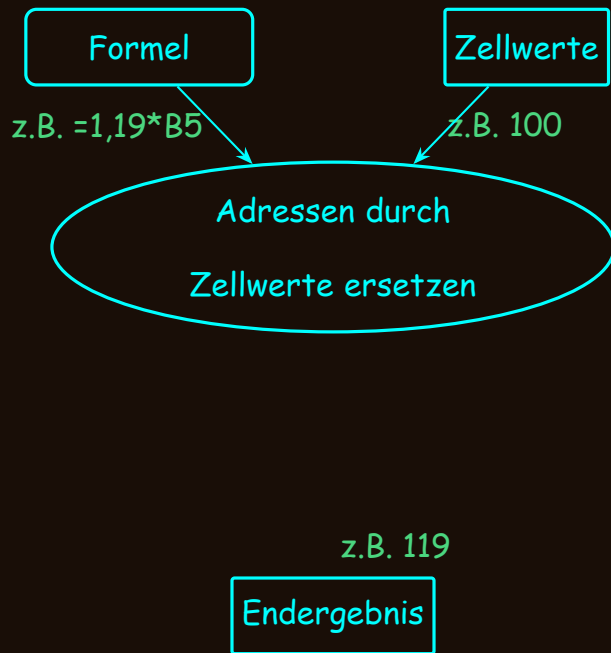 Formel
Zellwerte
z.B. =1,19*B5
z.B. 100
Adressen durch
Zellwerte ersetzen
z.B. 119
Endergebnis